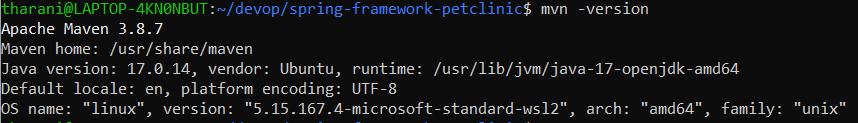 tharani@LAPTOP-4KN0NBUT:~/devop/spring-framework-petclinic$ mvn -version
Apache Maven 3.8.7
Maven home: /usr/share/maven
Java version: 17.0.14, vendor: Ubuntu, runtime: /usr/lib/jvm/java-17-openjdk-amd64
Default locale: en, platform encoding: UTF-8
OS name: "linux", version: "5.15.167.4-microsoft-standard-wsl2", arch: "amd64", family: "unix"